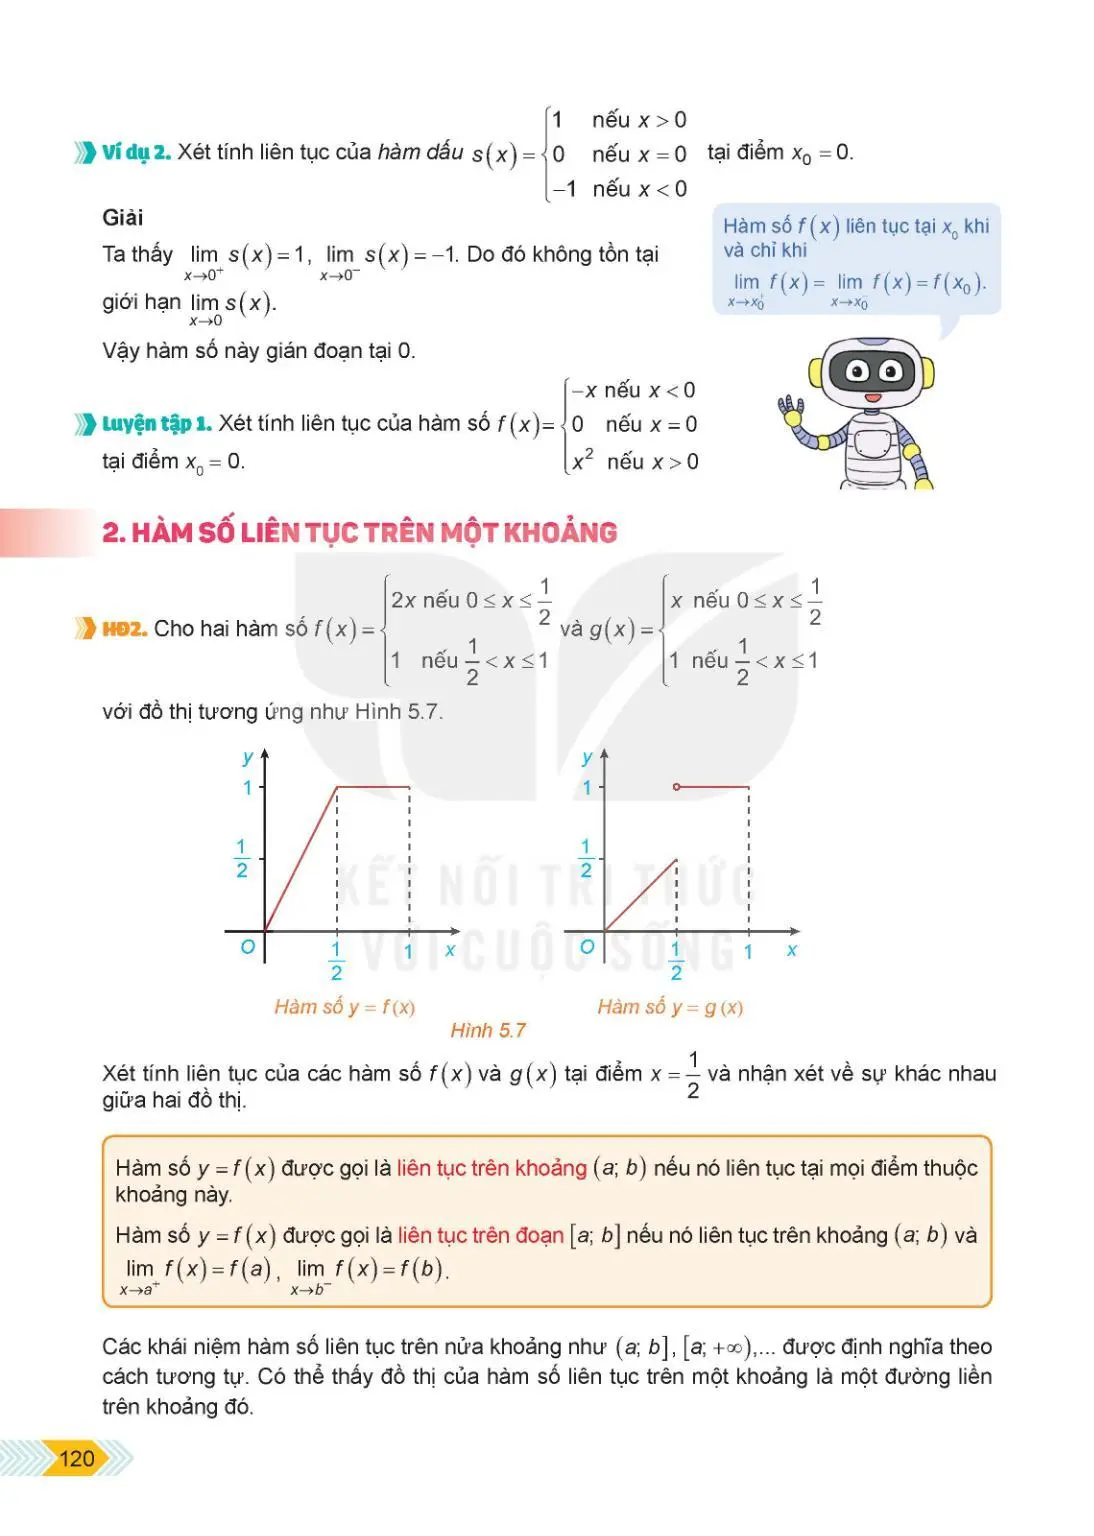 Ví dụ 2. Xét tính liên tục của hàm dấu s(x) = { 1 nếu x > 0; 0 nếu x = 0; −1 nếu x < 0 tại điểm x₀ = 0.
Giải
Ta thấy lim_{x→0⁺} s(x) = 1, lim_{x→0⁻} s(x) = −1. Do đó không tồn tại
giới hạn lim_{x→0} s(x).
Vậy hàm số này gián đoạn tại 0.
Hàm số f(x) liên tục tại x₀ khi
và chỉ khi
lim_{x→x₀⁺} f(x) = lim_{x→x₀⁻} f(x) = f(x₀).
Luyện tập 1. Xét tính liên tục của hàm số f(x) = { −x nếu x < 0; 0 nếu x = 0; x² nếu x > 0
tại điểm x₀ = 0.
2. HÀM SỐ LIÊN TỤC TRÊN MỘT KHOẢNG
HĐ2. Cho hai hàm số f(x) = { 2x nếu 0 ≤ x ≤ 1/2; 1 nếu 1/2 < x ≤ 1 và g(x) = { x nếu 0 ≤ x ≤ 1/2; 1 nếu 1/2 < x ≤ 1
với đồ thị tương ứng như Hình 5.7.
y
1
1/2
O
1/2
1
x
Hàm số y = f(x)
y
1
1/2
O
1/2
1
x
Hàm số y = g(x)
Hình 5.7
KẾT NỐI TRI THỨC
VỚI CUỘC SỐNG
Xét tính liên tục của các hàm số f(x) và g(x) tại điểm x = 1/2 và nhận xét về sự khác nhau
giữa hai đồ thị.
Hàm số y = f(x) được gọi là liên tục trên khoảng (a; b) nếu nó liên tục tại mọi điểm thuộc
khoảng này.
Hàm số y = f(x) được gọi là liên tục trên đoạn [a; b] nếu nó liên tục trên khoảng (a; b) và
lim_{x→a⁺} f(x) = f(a), lim_{x→b⁻} f(x) = f(b).
Các khái niệm hàm số liên tục trên nửa khoảng như (a; b], [a; +∞),... được định nghĩa theo
cách tương tự. Có thể thấy đồ thị của hàm số liên tục trên một khoảng là một đường liền
trên khoảng đó.
120